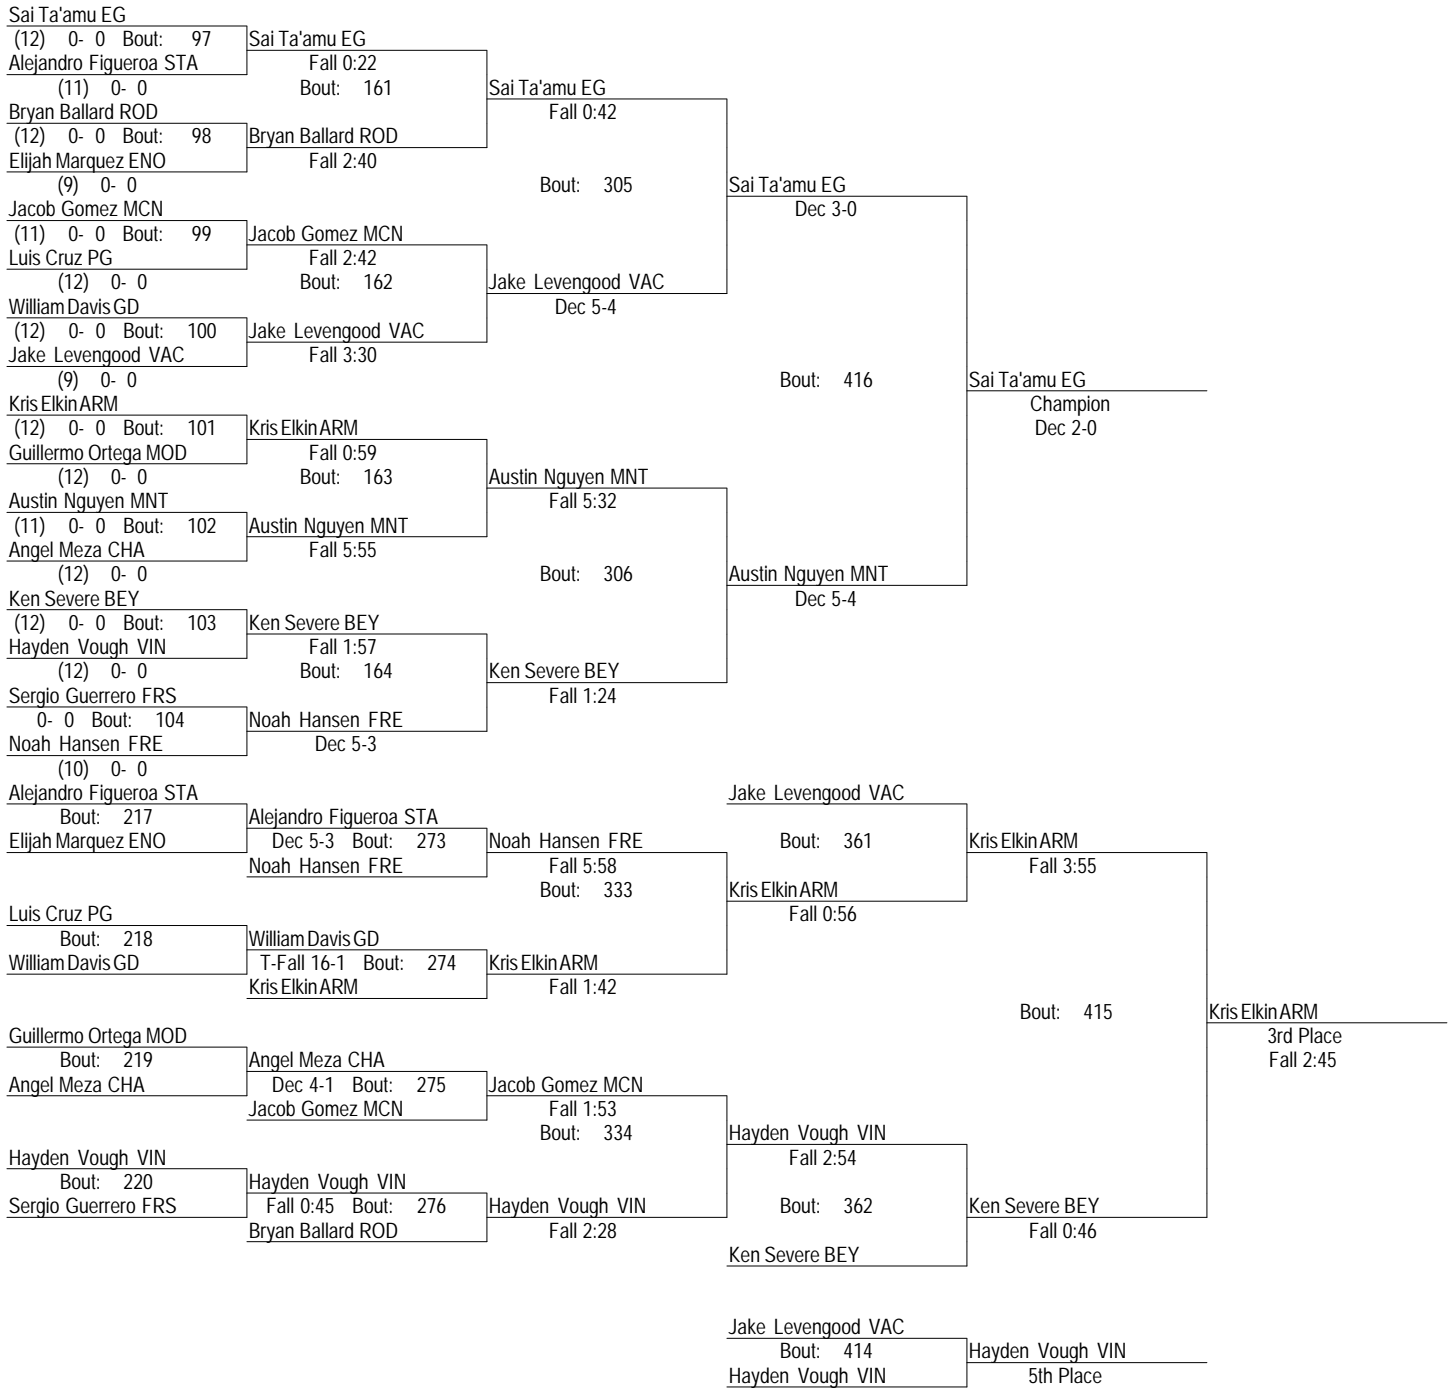 Sai Ta'amu EG
(12) 0- 0 Bout: 97 Sai Ta'amu EG
Alejandro Figueroa STA Fall 0:22
(11) 0- 0 Bout: 161 Sai Ta'amu EG
Bryan Ballard ROD Fall 0:42
(12) 0- 0 Bout: 98 Bryan Ballard ROD
Elijah Marquez ENO Fall 2:40
(9) 0- 0 Bout: 305 Sai Ta'amu EG
Jacob Gomez MCN Dec 3-0
(11) 0- 0 Bout: 99 Jacob Gomez MCN
Luis Cruz PG Fall 2:42
(12) 0- 0 Bout: 162 Jake Levengood VAC
William Davis GD Dec 5-4
(12) 0- 0 Bout: 100 Jake Levengood VAC
Jake Levengood VAC Fall 3:30
(9) 0- 0 Bout: 416 Sai Ta'amu EG
Kris Elkin ARM Champion
(12) 0- 0 Bout: 101 Kris Elkin ARM Dec 2-0
Guillermo Ortega MOD Fall 0:59
(12) 0- 0 Bout: 163 Austin Nguyen MNT
Austin Nguyen MNT Fall 5:32
(11) 0- 0 Bout: 102 Austin Nguyen MNT
Angel Meza CHA Fall 5:55
(12) 0- 0 Bout: 306 Austin Nguyen MNT
Ken Severe BEY Dec 5-4
(12) 0- 0 Bout: 103 Ken Severe BEY
Hayden Vough VIN Fall 1:57
(12) 0- 0 Bout: 164 Ken Severe BEY
Sergio Guerrero FRS Fall 1:24
0- 0 Bout: 104 Noah Hansen FRE
Noah Hansen FRE Dec 5-3
(10) 0- 0
Alejandro Figueroa STA Jake Levengood VAC
Bout: 217 Alejandro Figueroa STA
Elijah Marquez ENO Dec 5-3 Bout: 273 Noah Hansen FRE Bout: 361 Kris Elkin ARM
Noah Hansen FRE Fall 5:58 Fall 3:55
Bout: 333 Kris Elkin ARM
Luis Cruz PG Fall 0:56
Bout: 218 William Davis GD
William Davis GD T-Fall 16-1 Bout: 274 Kris Elkin ARM
Kris Elkin ARM Fall 1:42
Bout: 415 Kris Elkin ARM
Guillermo Ortega MOD 3rd Place
Bout: 219 Angel Meza CHA Fall 2:45
Angel Meza CHA Dec 4-1 Bout: 275 Jacob Gomez MCN
Jacob Gomez MCN Fall 1:53
Bout: 334 Hayden Vough VIN
Hayden Vough VIN Fall 2:54
Bout: 220 Hayden Vough VIN
Sergio Guerrero FRS Fall 0:45 Bout: 276 Hayden Vough VIN Bout: 362 Ken Severe BEY
Bryan Ballard ROD Fall 2:28 Fall 0:46
Ken Severe BEY
Jake Levengood VAC
Bout: 414 Hayden Vough VIN
Hayden Vough VIN 5th Place